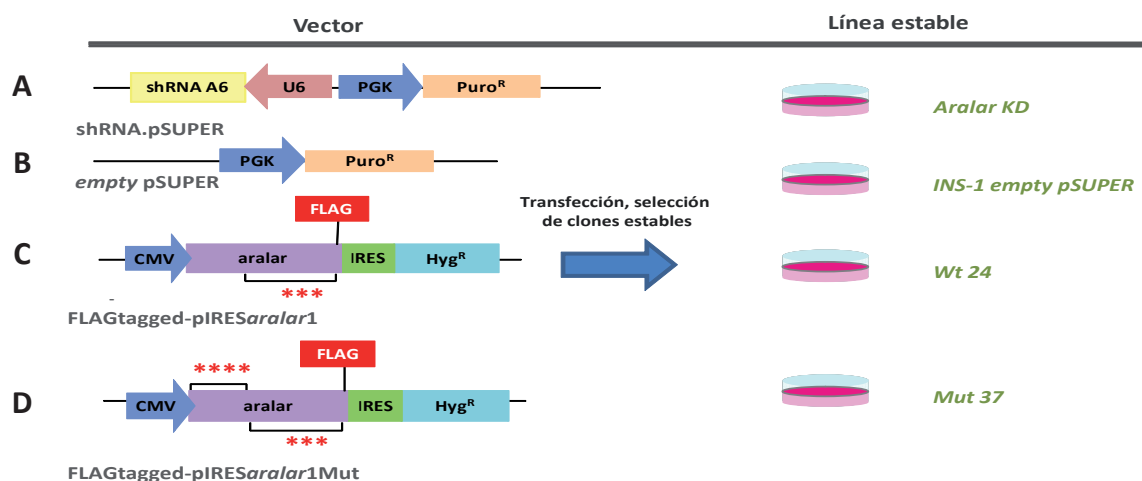 Vector
Línea estable
A
shRNA A6
U6
PGK
Puro^R
shRNA.pSUPER
Aralar KD
B
PGK
Puro^R
empty pSUPER
INS-1 empty pSUPER
Transfección, selección
de clones estables
FLAG
C
CMV
aralar
IRES
Hyg^R
***
FLAGtagged-pIRESaralar1
Wt 24
FLAG
****
D
CMV
aralar
IRES
Hyg^R
***
FLAGtagged-pIRESaralar1Mut
Mut 37